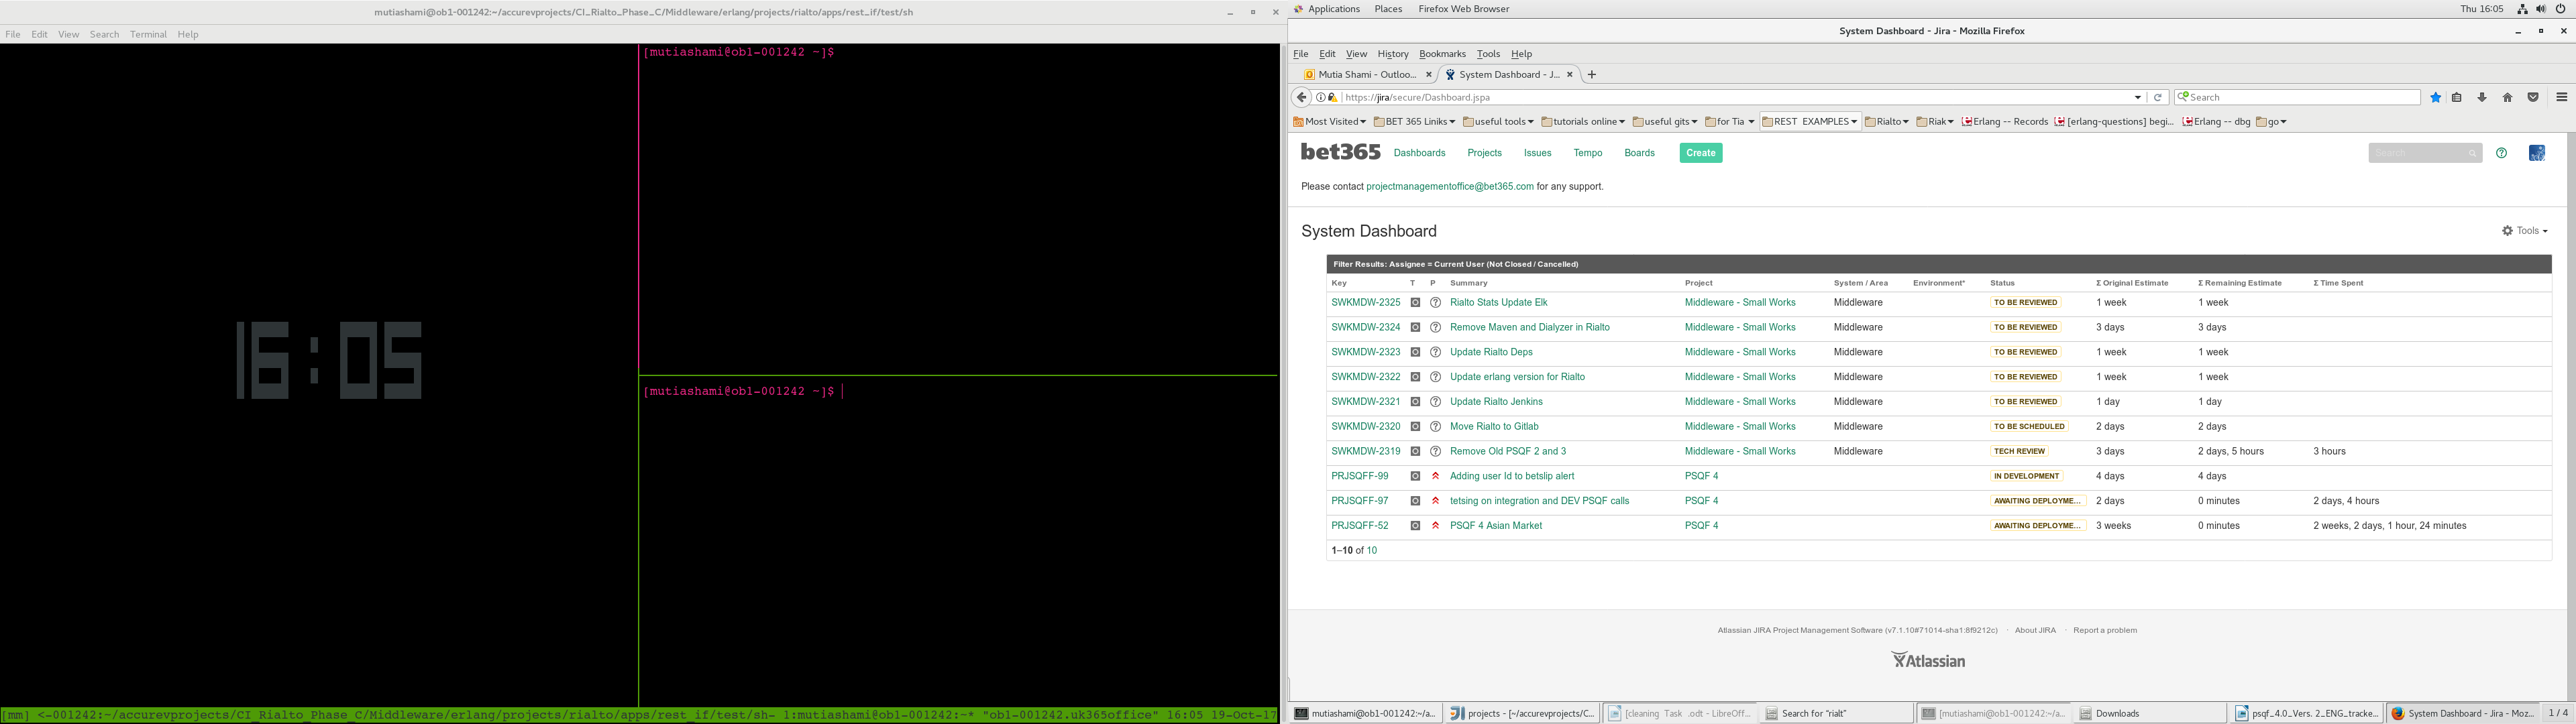 mutiashami@ob1-001242:~/accurevprojects/CI_Rialto_Phase_C/Middleware/erlang/projects/rialto/apps/rest_if/test/sh
File Edit View Search Terminal Help
16:05
[mutiashami@ob1-001242 ~]$
[mutiashami@ob1-001242 ~]$
[mm] <-001242:~/accurevprojects/CI_Rialto_Phase_C/Middleware/erlang/projects/rialto/apps/rest_if/test/sh- 1:mutiashami@ob1-001242:~* "ob1-001242.uk365office" 16:05 19-Oct-17
Applications Places Firefox Web Browser Thu 16:05
System Dashboard - Jira - Mozilla Firefox
File Edit View History Bookmarks Tools Help
Mutia Shami - Outloo... System Dashboard - J...
https://jira/secure/Dashboard.jspa Search
Most Visited BET 365 Liniks useful tools tutorials online useful gits for Tia REST EXAMPLES Rialto Riak Erlang -- Records [erlang-questions] begi... Erlang -- dbg go
bet365 Dashboards Projects Issues Tempo Boards Create Search
Please contact projectmanagementoffice@bet365.com for any support.
System Dashboard Tools
Filter Results: Assignee = Current User (Not Closed / Cancelled)
Key T P Summary Project System / Area Environment* Status Σ Original Estimate Σ Remaining Estimate Σ Time Spent
SWKMDW-2325 Rialto Stats Update Elk Middleware - Small Works Middleware TO BE REVIEWED 1 week 1 week
SWKMDW-2324 Remove Maven and Dialyzer in Rialto Middleware - Small Works Middleware TO BE REVIEWED 3 days 3 days
SWKMDW-2323 Update Rialto Deps Middleware - Small Works Middleware TO BE REVIEWED 1 week 1 week
SWKMDW-2322 Update erlang version for Rialto Middleware - Small Works Middleware TO BE REVIEWED 1 week 1 week
SWKMDW-2321 Update Rialto Jenkins Middleware - Small Works Middleware TO BE REVIEWED 1 day 1 day
SWKMDW-2320 Move Rialto to Gitlab Middleware - Small Works Middleware TO BE SCHEDULED 2 days 2 days
SWKMDW-2319 Remove Old PSQF 2 and 3 Middleware - Small Works Middleware TECH REVIEW 3 days 2 days, 5 hours 3 hours
PRJSQFF-99 Adding user Id to betslip alert PSQF 4 IN DEVELOPMENT 4 days 4 days
PRJSQFF-97 tetsing on integration and DEV PSQF calls PSQF 4 AWAITING DEPLOYME... 2 days 0 minutes 2 days, 4 hours
PRJSQFF-52 PSQF 4 Asian Market PSQF 4 AWAITING DEPLOYME... 3 weeks 0 minutes 2 weeks, 2 days, 1 hour, 24 minutes
1–10 of 10
Atlassian JIRA Project Management Software (v7.1.10#71014-sha1:8f9212c) · About JIRA · Report a problem
Atlassian
mutiashami@ob1-001242:~/a... projects - [~/accurevprojects/C... [cleaning Task .odt - LibreOff... Search for "rialt" [mutiashami@ob1-001242:~/a... Downloads psqf_4.0_Vers. 2_ENG_tracke... System Dashboard - Jira - Moz... 1 / 4